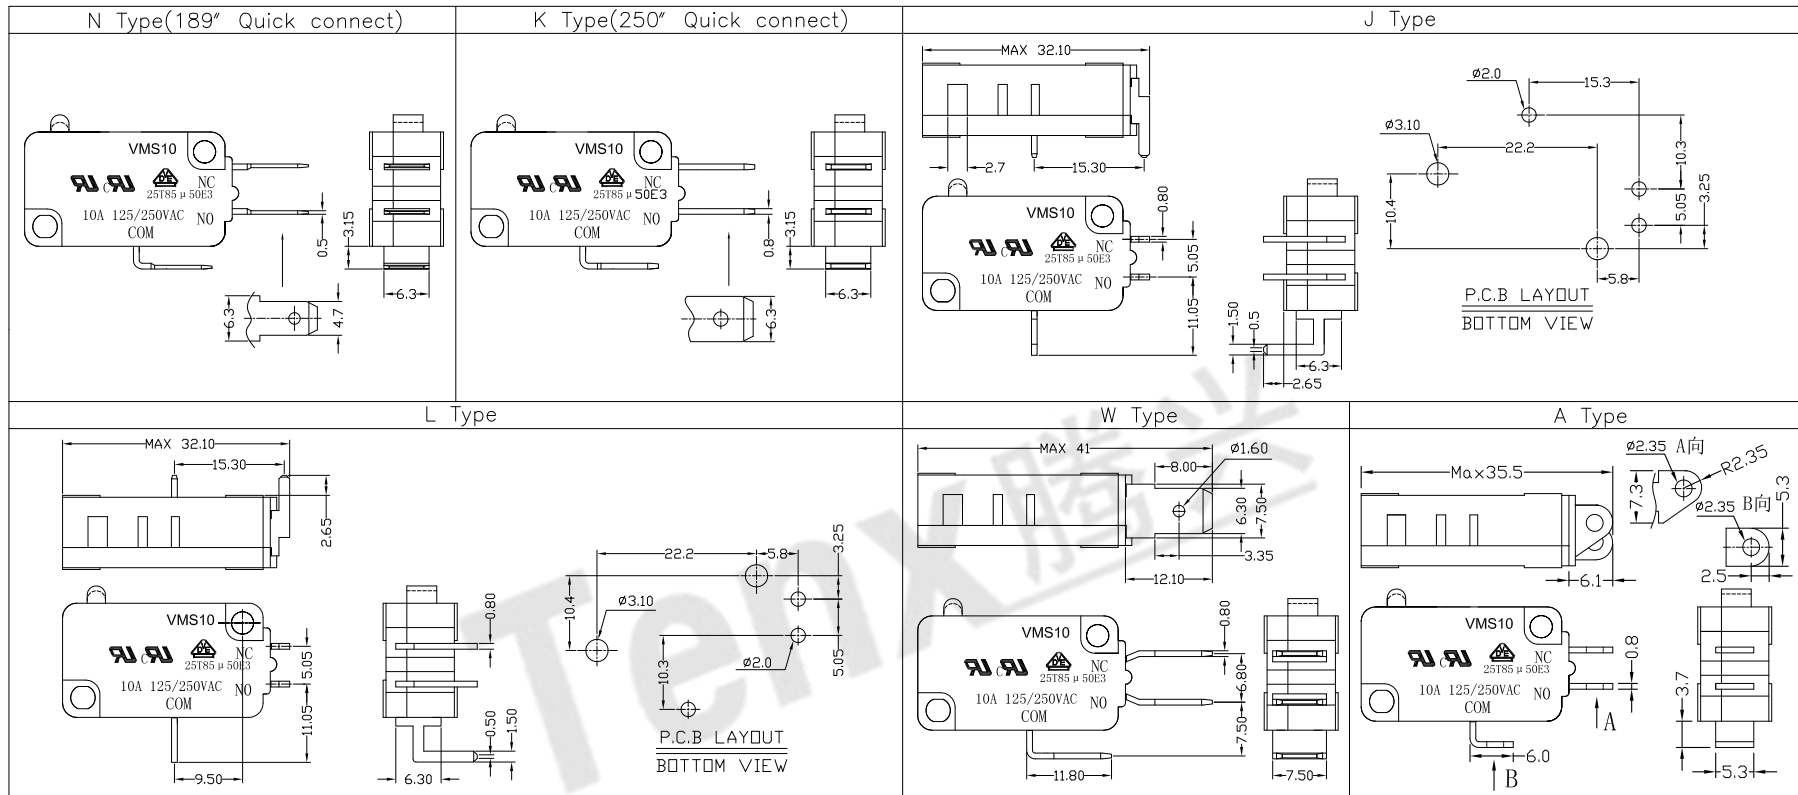 N Type(189″ Quick connect)
VMS10
NC
25T85 μ 50E3
10A 125/250VAC NO
COM
0.5
3.15
6.3
6.3
4.7
K Type(250″ Quick connect)
VMS10
NC
25T85 μ 50E3
10A 125/250VAC NO
COM
0.8
3.15
6.3
6.3
J Type
MAX 32.10
2.7
15.30
VMS10
NC
25T85 μ 50E3
10A 125/250VAC NO
COM
0.80
5.05
11.05
1.50
0.5
6.3
2.65
Ø2.0
15.3
Ø3.10
22.2
10.3
10.4
5.05
3.25
5.8
P.C.B LAYOUT
BOTTOM VIEW
L Type
MAX 32.10
15.30
2.65
VMS10
NC
25T85 μ 50E3
10A 125/250VAC NO
COM
0.80
5.05
11.05
9.50
6.30
0.50
1.50
22.2
5.8
3.25
10.4
Ø3.10
Ø2.0
5.05
10.3
P.C.B LAYOUT
BOTTOM VIEW
W Type
MAX 41
8.00
Ø1.60
6.30
7.50
3.35
12.10
VMS10
NC
25T85 μ 50E3
10A 125/250VAC NO
COM
0.80
6.80
7.50
11.80
7.50
A Type
Max35.5
6.1
Ø2.35 A向
R2.35
7.3
Ø2.35 B向
5.3
2.5
VMS10
NC
25T85 μ 50E3
10A 125/250VAC NO
COM
0.8
A
6.0
B
3.7
5.3
Tenx腾兴